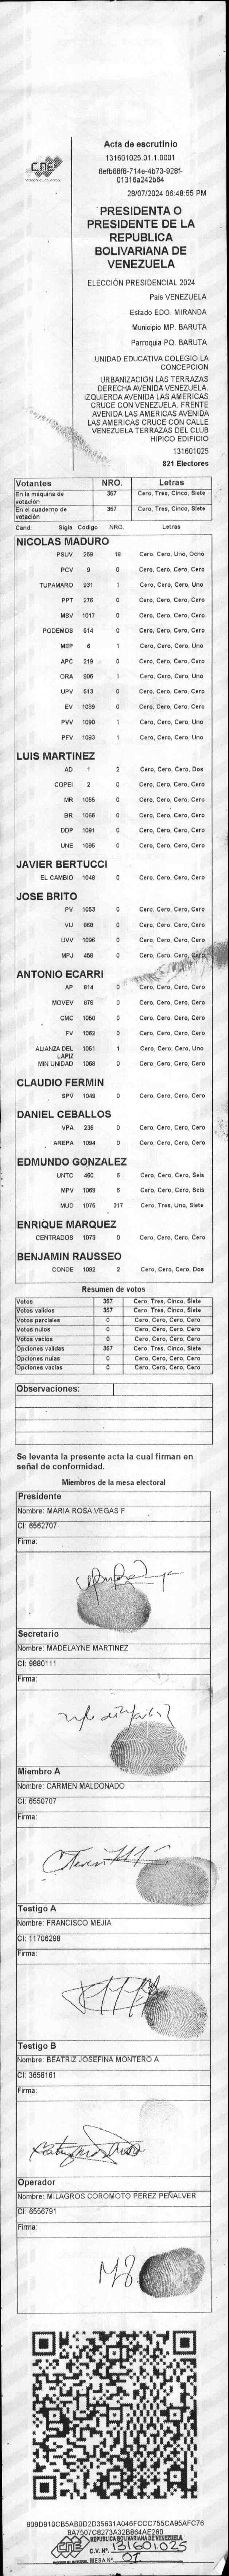 CNE
Acta de escrutinio
131601025.01.1.0001
8efb88f8-714e-4b73-928f-
01316a242b64
28/07/2024 06:48:55 PM
PRESIDENTA O
PRESIDENTE DE LA
REPUBLICA
BOLIVARIANA DE
VENEZUELA
ELECCIÓN PRESIDENCIAL 2024
Pais VENEZUELA
Estado EDO. MIRANDA
Municipio MP. BARUTA
Parroquia PQ. BARUTA
UNIDAD EDUCATIVA COLEGIO LA
CONCEPCION
URBANIZACION LAS TERRAZAS
DERECHA AVENIDA VENEZUELA.
IZQUIERDA AVENIDA LAS AMERICAS
CRUCE CON VENEZUELA. FRENTE
AVENIDA LAS AMERICAS AVENIDA
LAS AMERICAS CRUCE CON CALLE
VENEZUELA TERRAZAS DEL CLUB
HIPICO EDIFICIO
131601025
821 Electores
Votantes NRO. Letras
En la máquina de votación 357 Cero, Tres, Cinco, Siete
En el cuaderno de votación 357 Cero, Tres, Cinco, Siete
Cand. Sigla Código NRO. Letras
NICOLAS MADURO
PSUV 269 18 Cero, Cero, Uno, Ocho
PCV 9 0 Cero, Cero, Cero, Cero
TUPAMARO 931 1 Cero, Cero, Cero, Uno
PPT 276 0 Cero, Cero, Cero, Cero
MSV 1017 0 Cero, Cero, Cero, Cero
PODEMOS 514 0 Cero, Cero, Cero, Cero
MEP 6 1 Cero, Cero, Cero, Uno
APC 219 0 Cero, Cero, Cero, Cero
ORA 906 1 Cero, Cero, Cero, Uno
UPV 513 0 Cero, Cero, Cero, Cero
EV 1089 0 Cero, Cero, Cero, Cero
PVV 1090 1 Cero, Cero, Cero, Uno
PFV 1093 1 Cero, Cero, Cero, Uno
LUIS MARTINEZ
AD 1 2 Cero, Cero, Cero, Dos
COPEI 2 0 Cero, Cero, Cero, Cero
MR 1065 0 Cero, Cero, Cero, Cero
BR 1066 0 Cero, Cero, Cero, Cero
DDP 1091 0 Cero, Cero, Cero, Cero
UNE 1095 0 Cero, Cero, Cero, Cero
JAVIER BERTUCCI
EL CAMBIO 1048 0 Cero, Cero, Cero, Cero
JOSE BRITO
PV 1053 0 Cero, Cero, Cero, Cero
VU 868 0 Cero, Cero, Cero, Cero
UVV 1096 0 Cero, Cero, Cero, Cero
MPJ 458 0 Cero, Cero, Cero, Cero
ANTONIO ECARRI
AP 814 0 Cero, Cero, Cero, Cero
MOVEV 878 0 Cero, Cero, Cero, Cero
CMC 1050 0 Cero, Cero, Cero, Cero
FV 1062 0 Cero, Cero, Cero, Cero
ALIANZA DEL LAPIZ 1051 1 Cero, Cero, Cero, Uno
MIN UNIDAD 1068 0 Cero, Cero, Cero, Cero
CLAUDIO FERMIN
SPV 1049 0 Cero, Cero, Cero, Cero
DANIEL CEBALLOS
VPA 236 0 Cero, Cero, Cero, Cero
AREPA 1094 0 Cero, Cero, Cero, Cero
EDMUNDO GONZALEZ
UNTC 460 6 Cero, Cero, Cero, Seis
MPV 1069 6 Cero, Cero, Cero, Seis
MUD 1076 317 Cero, Tres, Uno, Siete
ENRIQUE MARQUEZ
CENTRADOS 1073 0 Cero, Cero, Cero, Cero
BENJAMIN RAUSSEO
CONDE 1092 2 Cero, Cero, Cero, Dos
Resumen de votos
Votos 357 Cero, Tres, Cinco, Siete
Votos validos 357 Cero, Tres, Cinco, Siete
Votos parciales 0 Cero, Cero, Cero, Cero
Votos nulos 0 Cero, Cero, Cero, Cero
Votos vacios 0 Cero, Cero, Cero, Cero
Opciones validas 357 Cero, Tres, Cinco, Siete
Opciones nulas 0 Cero, Cero, Cero, Cero
Opciones vacias 0 Cero, Cero, Cero, Cero
Observaciones:
Se levanta la presente acta la cual firman en
señal de conformidad.
Miembros de la mesa electoral
Presidente
Nombre: MARIA ROSA VEGAS F
CI: 6562707
Firma:
Secretario
Nombre: MADELAYNE MARTINEZ
CI: 9880111
Firma:
Miembro A
Nombre: CARMEN MALDONADO
CI: 6550707
Firma:
Testigo A
Nombre: FRANCISCO MEJIA
CI: 11706298
Firma:
Testigo B
Nombre: BEATRIZ JOSEFINA MONTERO A
CI: 3658161
Firma:
Operador
Nombre: MILAGROS COROMOTO PEREZ PEÑALVER
CI: 6556791
Firma:
608D910CB5AB0D2D35631A046FCCC755CA95AFC76
8A7507C8273A32B864AE260
CNE REPUBLICA BOLIVARIANA DE VENEZUELA
C.V. Nº. 131601025
MESA Nº 01